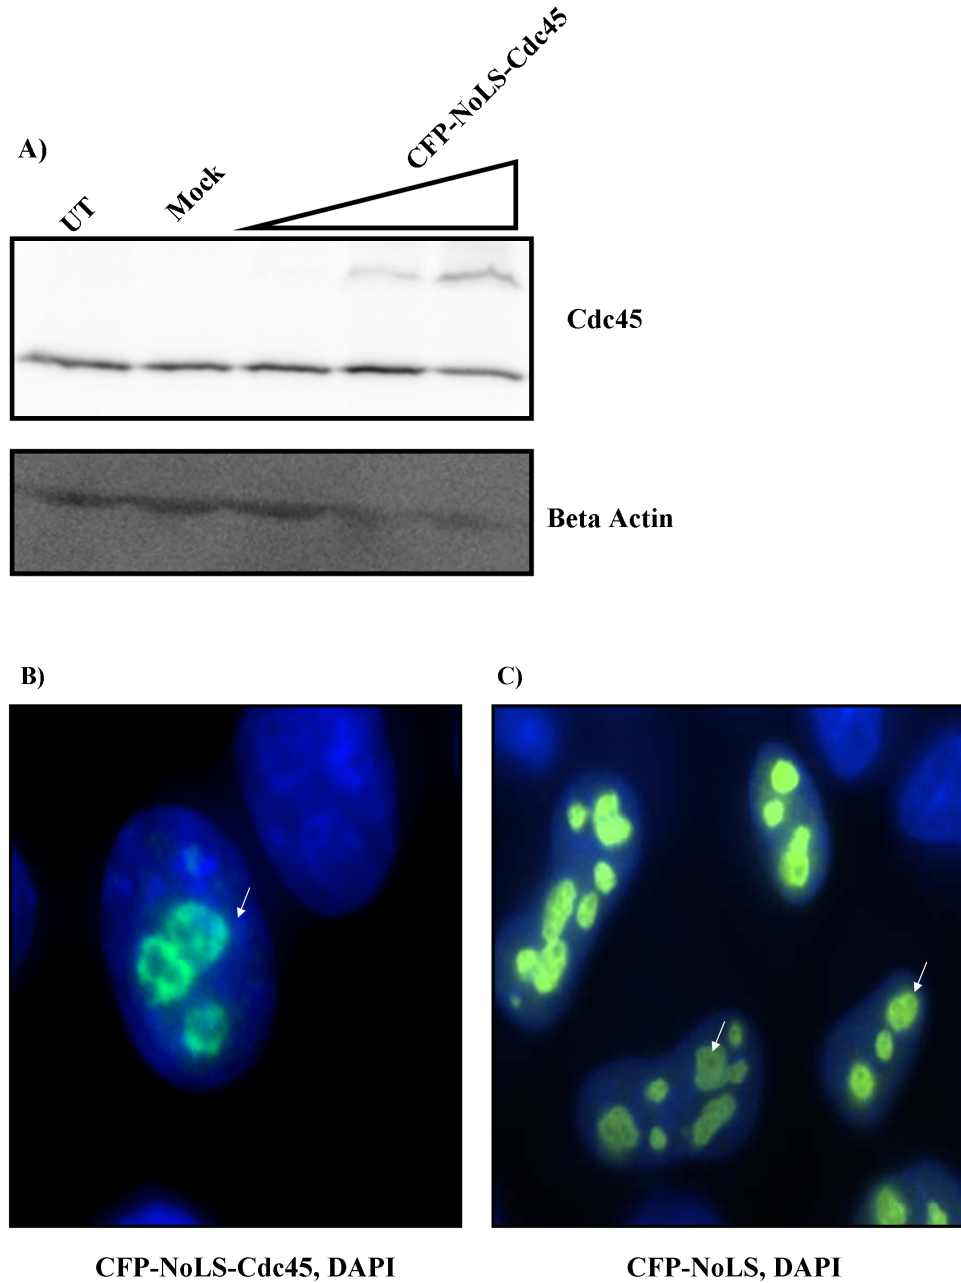 CFP-NoLS-Cdc45
A)
UT
Mock
Cdc45
Beta Actin
B)
C)
CFP-NoLS-Cdc45, DAPI
CFP-NoLS, DAPI